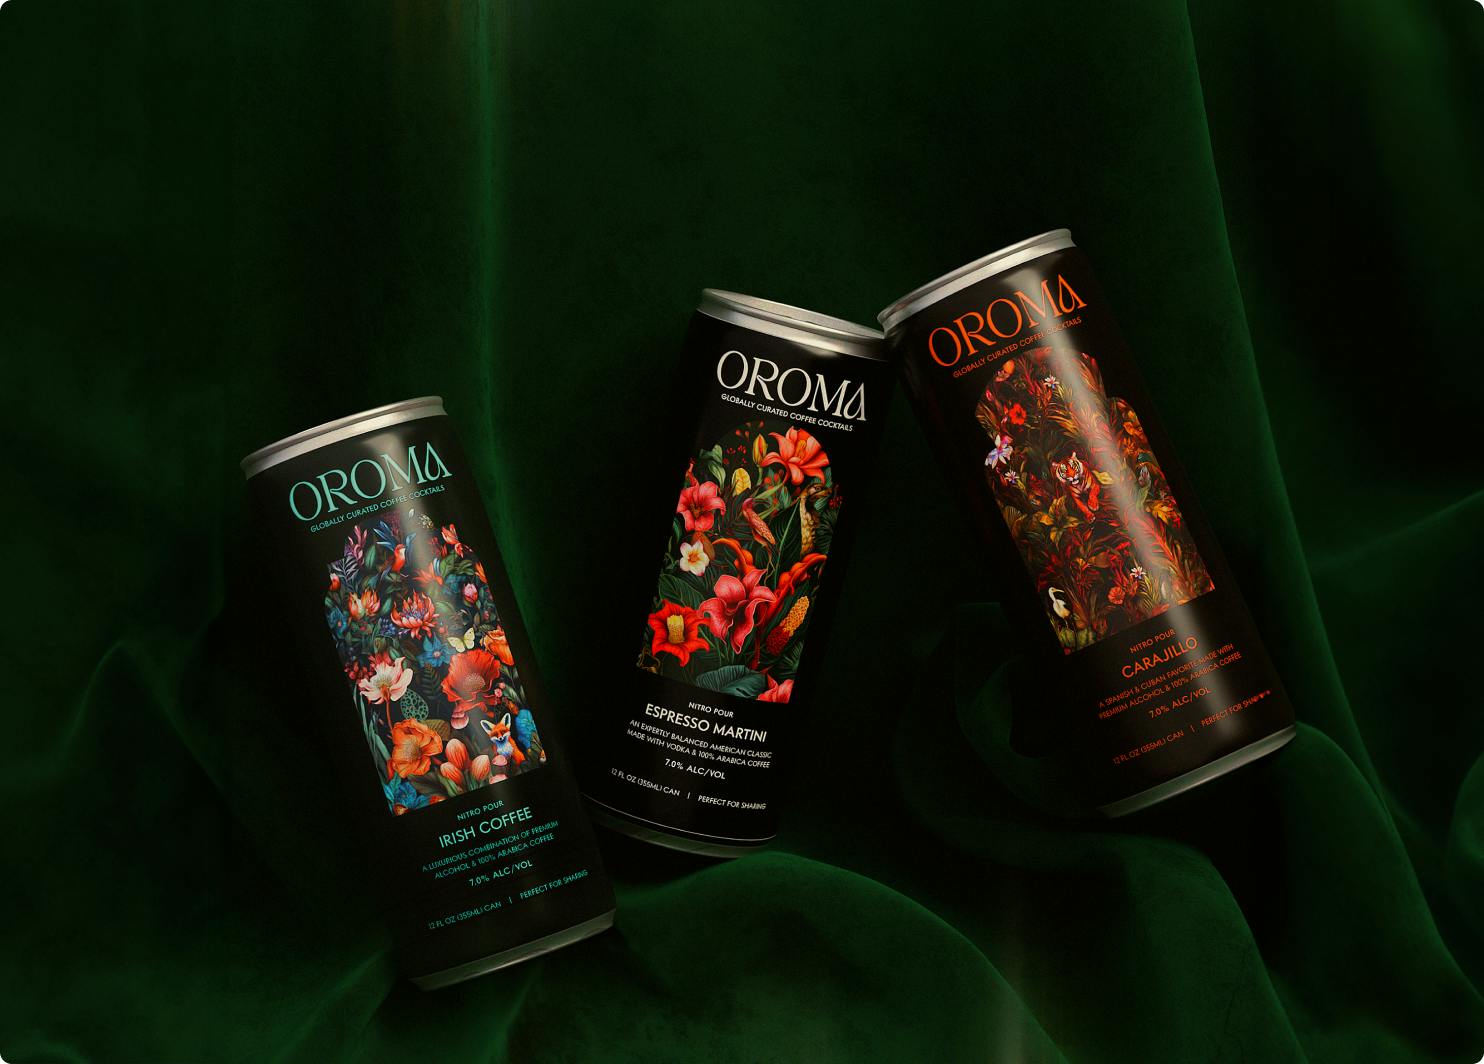 OROMA
GLOBALLY CURATED COFFEE COCKTAILS
NITRO POUR
IRISH COFFEE
A LUXURIOUS COMBINATION OF PREMIUM
ALCOHOL & 100% ARABICA COFFEE
7.0% ALC/VOL
12 FL OZ (355ML) CAN | PERFECT FOR SHARING
OROMA
GLOBALLY CURATED COFFEE COCKTAILS
NITRO POUR
ESPRESSO MARTINI
AN EXPERTLY BALANCED AMERICAN CLASSIC
MADE WITH VODKA & 100% ARABICA COFFEE
7.0% ALC/VOL
12 FL OZ (355ML) CAN | PERFECT FOR SHARING
OROMA
GLOBALLY CURATED COFFEE COCKTAILS
NITRO POUR
CARAJILLO
A SPANISH & CUBAN FAVORITE MADE WITH
PREMIUM ALCOHOL & 100% ARABICA COFFEE
7.0% ALC/VOL
12 FL OZ (355ML) CAN | PERFECT FOR SHARING